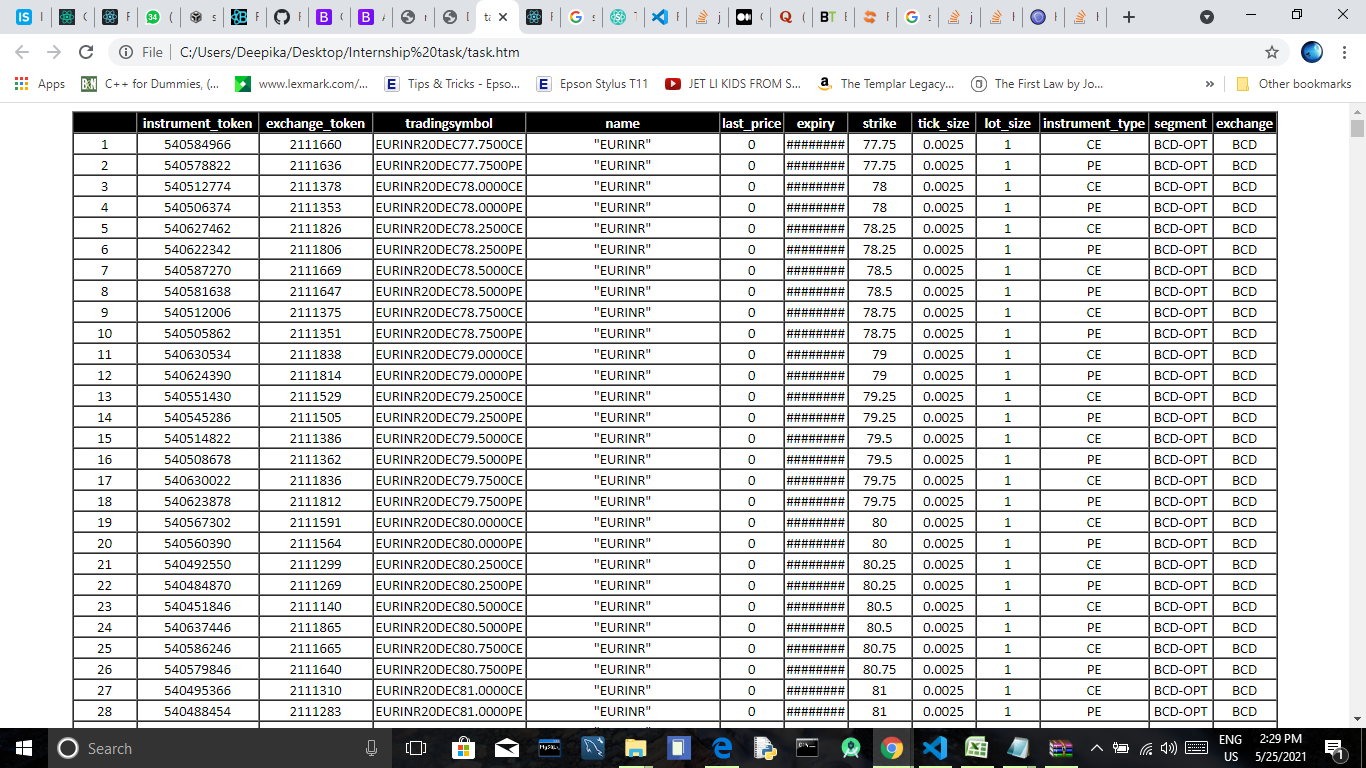 File C:/Users/Deepika/Desktop/Internship%20task/task.htm
Apps C++ for Dummies, (... www.lexmark.com/... Tips & Tricks - Epso... Epson Stylus T11 JET LI KIDS FROM S... The Templar Legacy... The First Law by Jo... » Other bookmarks
instrument_token exchange_token tradingsymbol name last_price expiry strike tick_size lot_size instrument_type segment exchange
1 540584966 2111660 EURINR20DEC77.7500CE "EURINR" 0 ######## 77.75 0.0025 1 CE BCD-OPT BCD
2 540578822 2111636 EURINR20DEC77.7500PE "EURINR" 0 ######## 77.75 0.0025 1 PE BCD-OPT BCD
3 540512774 2111378 EURINR20DEC78.0000CE "EURINR" 0 ######## 78 0.0025 1 CE BCD-OPT BCD
4 540506374 2111353 EURINR20DEC78.0000PE "EURINR" 0 ######## 78 0.0025 1 PE BCD-OPT BCD
5 540627462 2111826 EURINR20DEC78.2500CE "EURINR" 0 ######## 78.25 0.0025 1 CE BCD-OPT BCD
6 540622342 2111806 EURINR20DEC78.2500PE "EURINR" 0 ######## 78.25 0.0025 1 PE BCD-OPT BCD
7 540587270 2111669 EURINR20DEC78.5000CE "EURINR" 0 ######## 78.5 0.0025 1 CE BCD-OPT BCD
8 540581638 2111647 EURINR20DEC78.5000PE "EURINR" 0 ######## 78.5 0.0025 1 PE BCD-OPT BCD
9 540512006 2111375 EURINR20DEC78.7500CE "EURINR" 0 ######## 78.75 0.0025 1 CE BCD-OPT BCD
10 540505862 2111351 EURINR20DEC78.7500PE "EURINR" 0 ######## 78.75 0.0025 1 PE BCD-OPT BCD
11 540630534 2111838 EURINR20DEC79.0000CE "EURINR" 0 ######## 79 0.0025 1 CE BCD-OPT BCD
12 540624390 2111814 EURINR20DEC79.0000PE "EURINR" 0 ######## 79 0.0025 1 PE BCD-OPT BCD
13 540551430 2111529 EURINR20DEC79.2500CE "EURINR" 0 ######## 79.25 0.0025 1 CE BCD-OPT BCD
14 540545286 2111505 EURINR20DEC79.2500PE "EURINR" 0 ######## 79.25 0.0025 1 PE BCD-OPT BCD
15 540514822 2111386 EURINR20DEC79.5000CE "EURINR" 0 ######## 79.5 0.0025 1 CE BCD-OPT BCD
16 540508678 2111362 EURINR20DEC79.5000PE "EURINR" 0 ######## 79.5 0.0025 1 PE BCD-OPT BCD
17 540630022 2111836 EURINR20DEC79.7500CE "EURINR" 0 ######## 79.75 0.0025 1 CE BCD-OPT BCD
18 540623878 2111812 EURINR20DEC79.7500PE "EURINR" 0 ######## 79.75 0.0025 1 PE BCD-OPT BCD
19 540567302 2111591 EURINR20DEC80.0000CE "EURINR" 0 ######## 80 0.0025 1 CE BCD-OPT BCD
20 540560390 2111564 EURINR20DEC80.0000PE "EURINR" 0 ######## 80 0.0025 1 PE BCD-OPT BCD
21 540492550 2111299 EURINR20DEC80.2500CE "EURINR" 0 ######## 80.25 0.0025 1 CE BCD-OPT BCD
22 540484870 2111269 EURINR20DEC80.2500PE "EURINR" 0 ######## 80.25 0.0025 1 PE BCD-OPT BCD
23 540451846 2111140 EURINR20DEC80.5000CE "EURINR" 0 ######## 80.5 0.0025 1 CE BCD-OPT BCD
24 540637446 2111865 EURINR20DEC80.5000PE "EURINR" 0 ######## 80.5 0.0025 1 PE BCD-OPT BCD
25 540586246 2111665 EURINR20DEC80.7500CE "EURINR" 0 ######## 80.75 0.0025 1 CE BCD-OPT BCD
26 540579846 2111640 EURINR20DEC80.7500PE "EURINR" 0 ######## 80.75 0.0025 1 PE BCD-OPT BCD
27 540495366 2111310 EURINR20DEC81.0000CE "EURINR" 0 ######## 81 0.0025 1 CE BCD-OPT BCD
28 540488454 2111283 EURINR20DEC81.0000PE "EURINR" 0 ######## 81 0.0025 1 PE BCD-OPT BCD
Search ENG 2:29 PM
US 5/25/2021